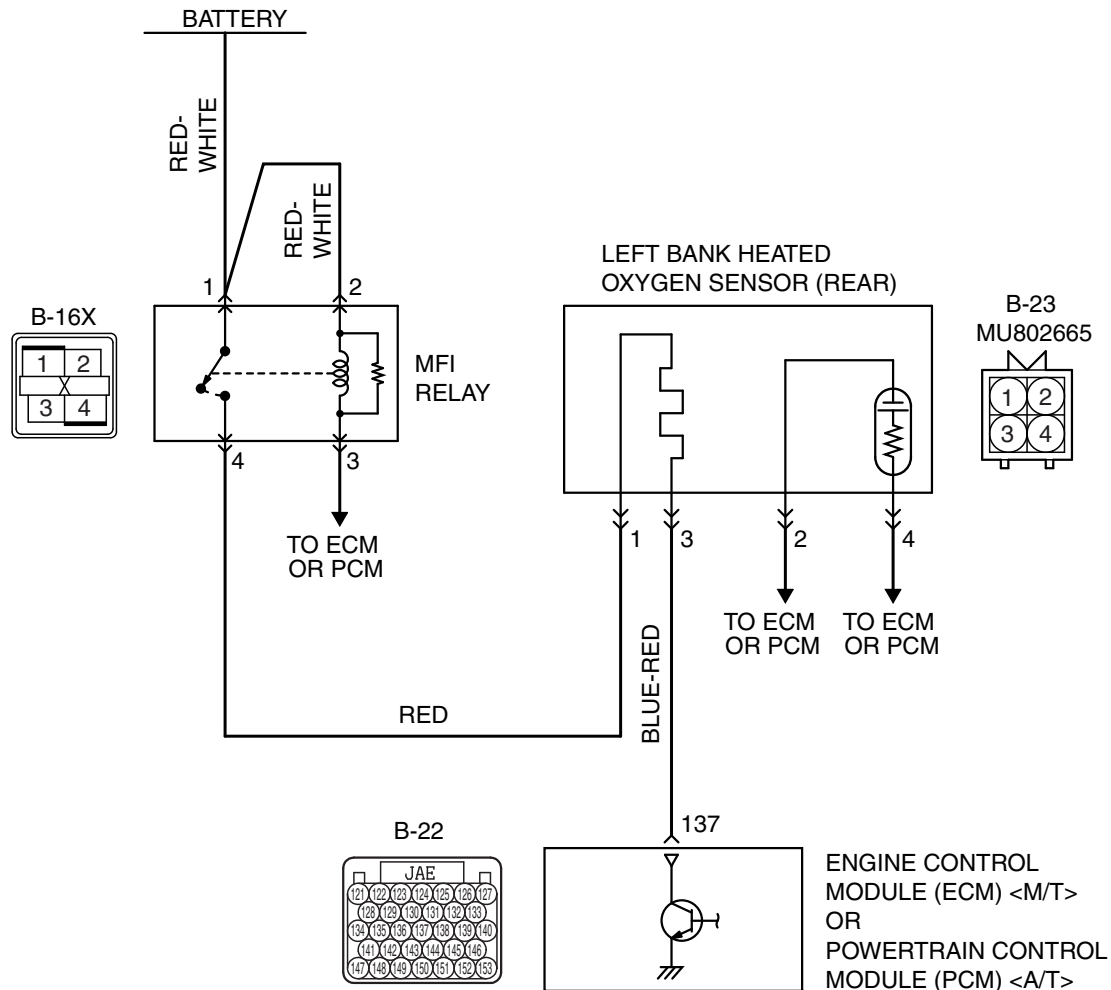 BATTERY
RED-
WHITE
RED-
WHITE
1
2
B-16X
1 2
X
3 4
MFI
RELAY
4
3
TO ECM
OR PCM
LEFT BANK HEATED
OXYGEN SENSOR (REAR)
B-23
MU802665
1 2
3 4
1
3
2
4
TO ECM
OR PCM
TO ECM
OR PCM
RED
BLUE-RED
137
B-22
JAE
121 122 123 124 125 126 127
128 129 130 131 132 133
134 135 136 137 138 139 140
141 142 143 144 145 146
147 148 149 150 151 152 153
ENGINE CONTROL
MODULE (ECM) <M/T>
OR
POWERTRAIN CONTROL
MODULE (PCM) <A/T>